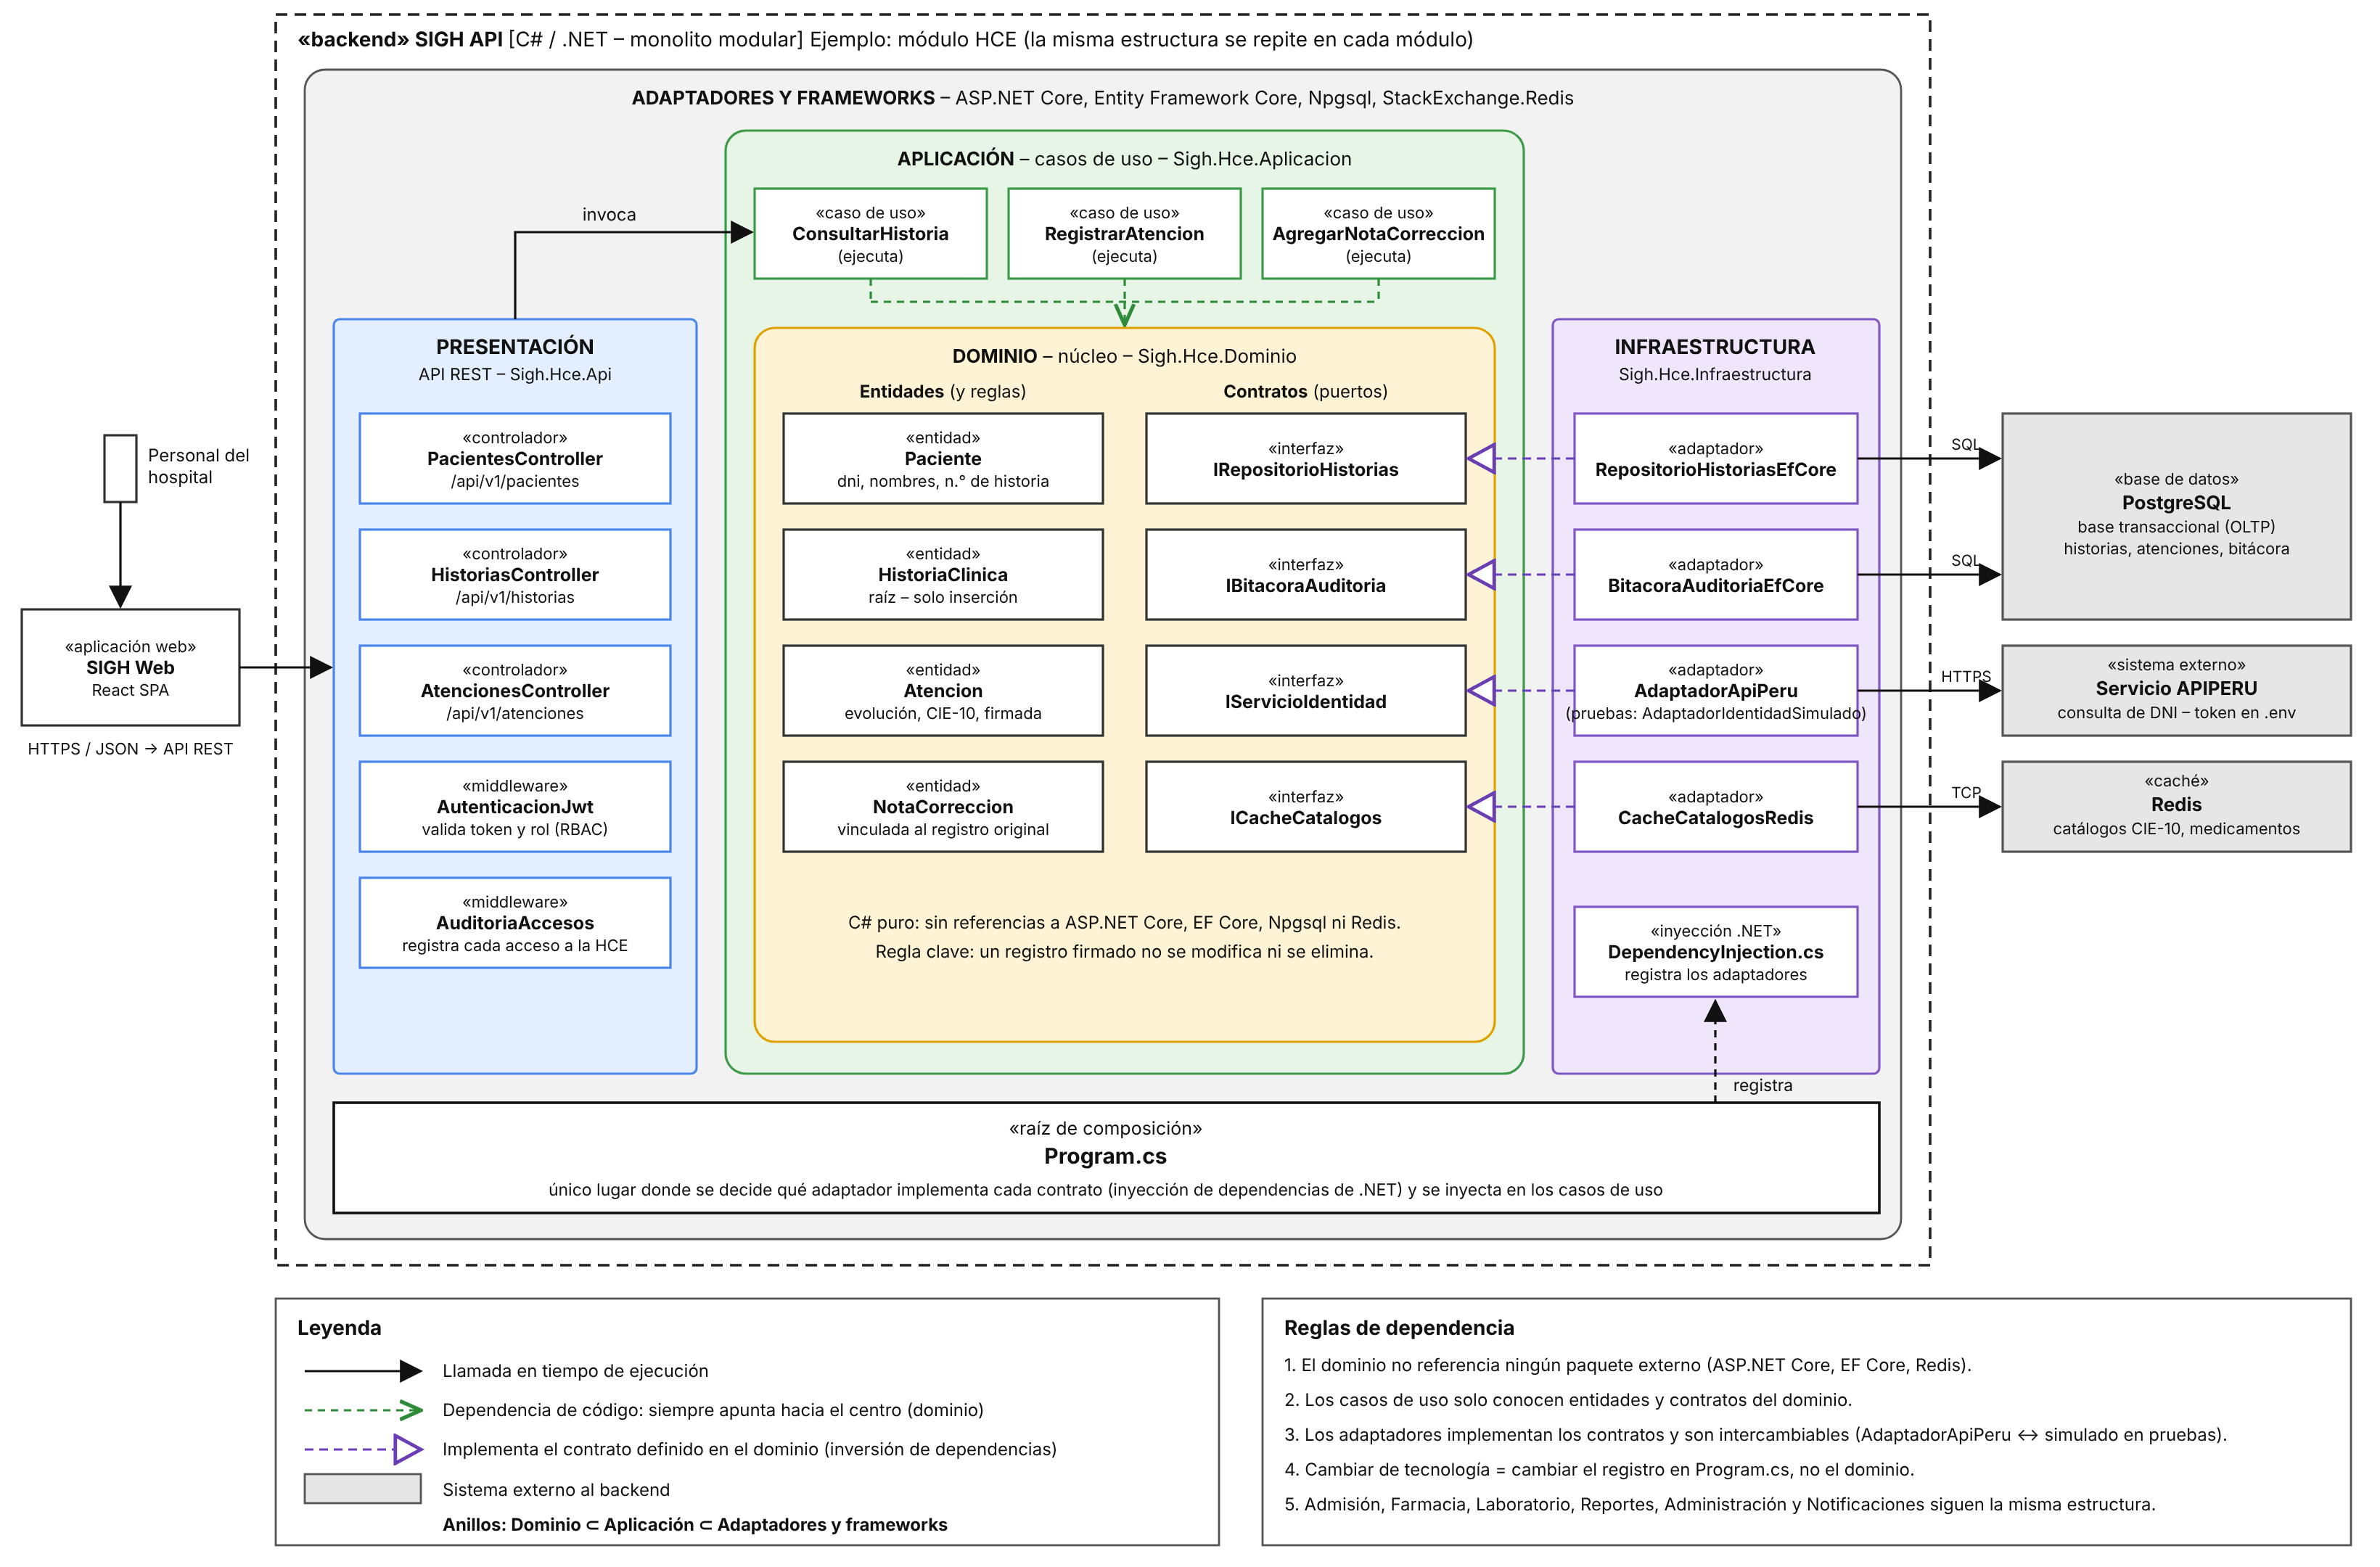 «backend» SIGH API [C# / .NET – monolito modular] Ejemplo: módulo HCE (la misma estructura se repite en cada módulo)
ADAPTADORES Y FRAMEWORKS – ASP.NET Core, Entity Framework Core, Npgsql, StackExchange.Redis
APLICACIÓN – casos de uso – Sigh.Hce.Aplicacion
invoca
«caso de uso»
ConsultarHistoria
(ejecuta)
«caso de uso»
RegistrarAtencion
(ejecuta)
«caso de uso»
AgregarNotaCorreccion
(ejecuta)
Personal del
hospital
«aplicación web»
SIGH Web
React SPA
HTTPS / JSON → API REST
PRESENTACIÓN
API REST – Sigh.Hce.Api
«controlador»
PacientesController
/api/v1/pacientes
«controlador»
HistoriasController
/api/v1/historias
«controlador»
AtencionesController
/api/v1/atenciones
«middleware»
AutenticacionJwt
valida token y rol (RBAC)
«middleware»
AuditoriaAccesos
registra cada acceso a la HCE
DOMINIO – núcleo – Sigh.Hce.Dominio
Entidades (y reglas)
«entidad»
Paciente
dni, nombres, n.° de historia
«entidad»
HistoriaClinica
raíz – solo inserción
«entidad»
Atencion
evolución, CIE-10, firmada
«entidad»
NotaCorreccion
vinculada al registro original
Contratos (puertos)
«interfaz»
IRepositorioHistorias
«interfaz»
IBitacoraAuditoria
«interfaz»
IServicioIdentidad
«interfaz»
ICacheCatalogos
C# puro: sin referencias a ASP.NET Core, EF Core, Npgsql ni Redis.
Regla clave: un registro firmado no se modifica ni se elimina.
INFRAESTRUCTURA
Sigh.Hce.Infraestructura
«adaptador»
RepositorioHistoriasEfCore
«adaptador»
BitacoraAuditoriaEfCore
«adaptador»
AdaptadorApiPeru
(pruebas: AdaptadorIdentidadSimulado)
«adaptador»
CacheCatalogosRedis
«inyección .NET»
DependencyInjection.cs
registra los adaptadores
registra
SQL
SQL
HTTPS
TCP
«base de datos»
PostgreSQL
base transaccional (OLTP)
historias, atenciones, bitácora
«sistema externo»
Servicio APIPERU
consulta de DNI – token en .env
«caché»
Redis
catálogos CIE-10, medicamentos
«raíz de composición»
Program.cs
único lugar donde se decide qué adaptador implementa cada contrato (inyección de dependencias de .NET) y se inyecta en los casos de uso
Leyenda
Llamada en tiempo de ejecución
Dependencia de código: siempre apunta hacia el centro (dominio)
Implementa el contrato definido en el dominio (inversión de dependencias)
Sistema externo al backend
Anillos: Dominio ⊂ Aplicación ⊂ Adaptadores y frameworks
Reglas de dependencia
1. El dominio no referencia ningún paquete externo (ASP.NET Core, EF Core, Redis).
2. Los casos de uso solo conocen entidades y contratos del dominio.
3. Los adaptadores implementan los contratos y son intercambiables (AdaptadorApiPeru ↔ simulado en pruebas).
4. Cambiar de tecnología = cambiar el registro en Program.cs, no el dominio.
5. Admisión, Farmacia, Laboratorio, Reportes, Administración y Notificaciones siguen la misma estructura.